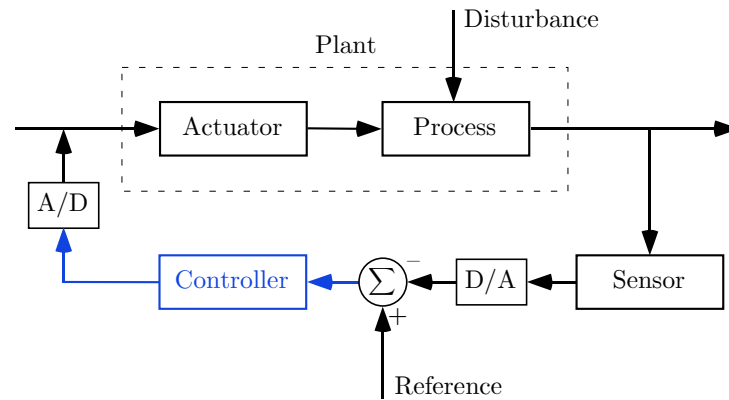 Disturbance
Plant
Actuator
Process
A/D
Controller
∑
−
+
D/A
Sensor
Reference